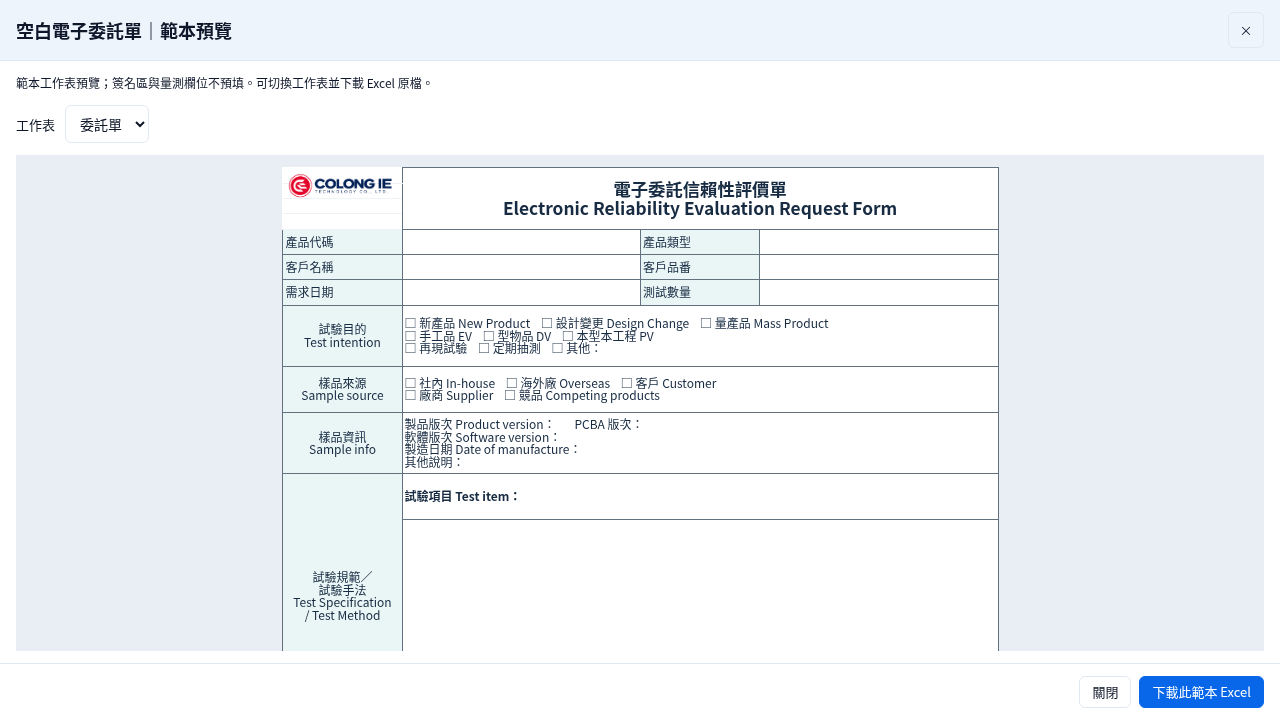 空白電子委託單｜範本預覽
×
範本工作表預覽；簽名區與量測欄位不預填。可切換工作表並下載 Excel 原檔。
工作表
委託單
COLONG IE
TECHNOLOGY CO., LTD.
電子委託信賴性評價單
Electronic Reliability Evaluation Request Form
產品代碼
產品類型
客戶名稱
客戶品番
需求日期
測試數量
試驗目的
Test intention
☐ 新產品 New Product ☐ 設計變更 Design Change ☐ 量產品 Mass Product
☐ 手工品 EV ☐ 型物品 DV ☐ 本型本工程 PV
☐ 再現試驗 ☐ 定期抽測 ☐ 其他：
樣品來源
Sample source
☐ 社內 In-house ☐ 海外廠 Overseas ☐ 客戶 Customer
☐ 廠商 Supplier ☐ 競品 Competing products
樣品資訊
Sample info
製品版次 Product version： PCBA 版次：
軟體版次 Software version：
製造日期 Date of manufacture：
其他說明：
試驗項目 Test item：
試驗規範／
試驗手法
Test Specification
/ Test Method
關閉
下載此範本 Excel